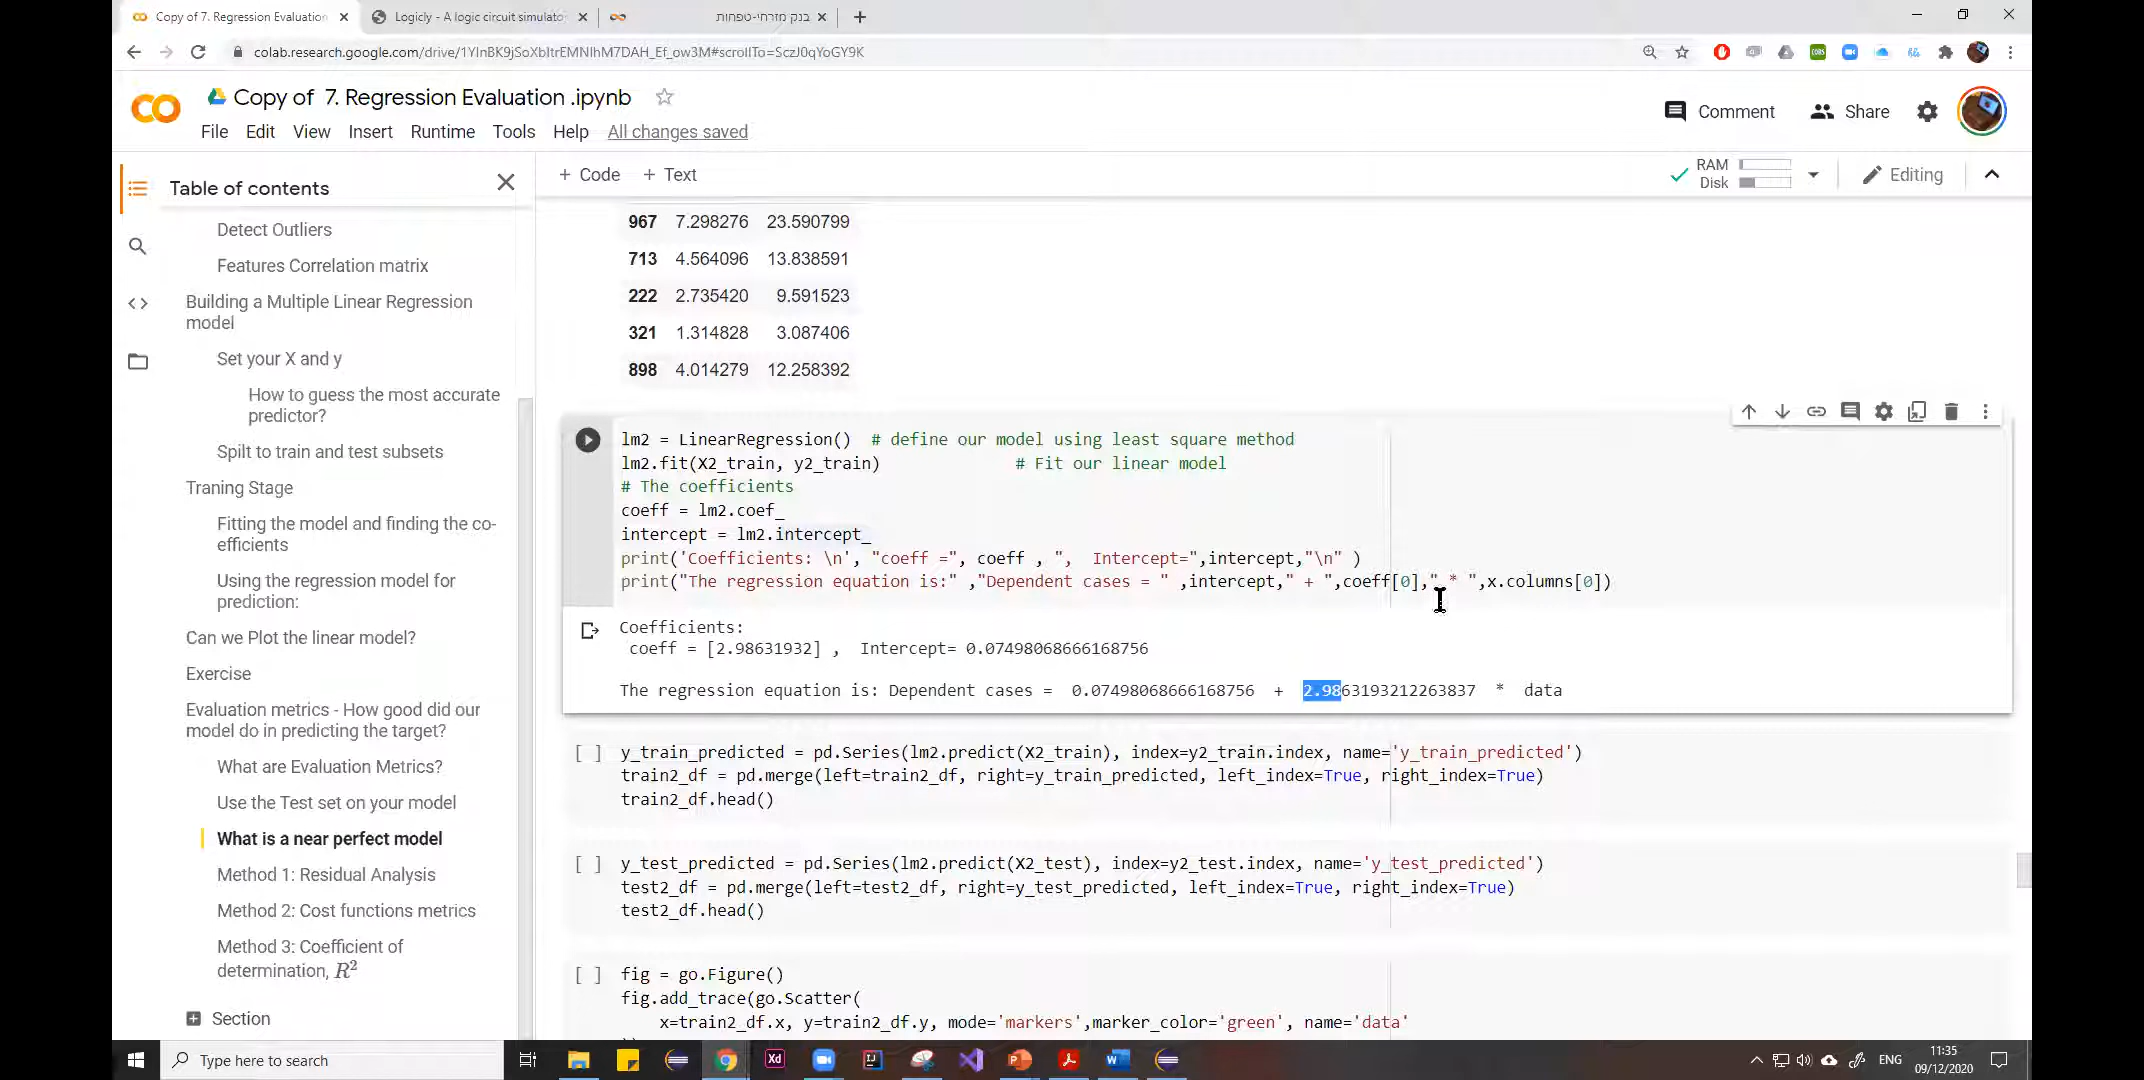 Copy of 7. Regression Evaluation
Logicly - A logic circuit simulato
בנק מזרחי-טפחות
colab.research.google.com/drive/1YInBK9jSoXbItrEMNIhM7DAH_Ef_ow3M#scrollTo=SczJ0qYoGY9K
Copy of 7. Regression Evaluation .ipynb
Comment
Share
File Edit View Insert Runtime Tools Help All changes saved
Table of contents
+ Code + Text
RAM
Disk
Editing
Detect Outliers
Features Correlation matrix
Building a Multiple Linear Regression
model
Set your X and y
How to guess the most accurate
predictor?
Spilt to train and test subsets
Traning Stage
Fitting the model and finding the co-
efficients
Using the regression model for
prediction:
Can we Plot the linear model?
Exercise
Evaluation metrics - How good did our
model do in predicting the target?
What are Evaluation Metrics?
Use the Test set on your model
What is a near perfect model
Method 1: Residual Analysis
Method 2: Cost functions metrics
Method 3: Coefficient of
determination, R²
Section
967 7.298276 23.590799
713 4.564096 13.838591
222 2.735420 9.591523
321 1.314828 3.087406
898 4.014279 12.258392
lm2 = LinearRegression() # define our model using least square method
lm2.fit(X2_train, y2_train) # Fit our linear model
# The coefficients
coeff = lm2.coef_
intercept = lm2.intercept_
print('Coefficients: \n', "coeff =", coeff , ", Intercept=",intercept,"\n" )
print("The regression equation is:" ,"Dependent cases = " ,intercept," + ",coeff[0]," * ",x.columns[0])
Coefficients:
coeff = [2.98631932] , Intercept= 0.07498068666168756
The regression equation is: Dependent cases = 0.07498068666168756 + 2.9863193212263837 * data
[ ] y_train_predicted = pd.Series(lm2.predict(X2_train), index=y2_train.index, name='y_train_predicted')
train2_df = pd.merge(left=train2_df, right=y_train_predicted, left_index=True, right_index=True)
train2_df.head()
[ ] y_test_predicted = pd.Series(lm2.predict(X2_test), index=y2_test.index, name='y_test_predicted')
test2_df = pd.merge(left=test2_df, right=y_test_predicted, left_index=True, right_index=True)
test2_df.head()
[ ] fig = go.Figure()
fig.add_trace(go.Scatter(
x=train2_df.x, y=train2_df.y, mode='markers',marker_color='green', name='data'
Type here to search
Xd
ENG
11:35
09/12/2020